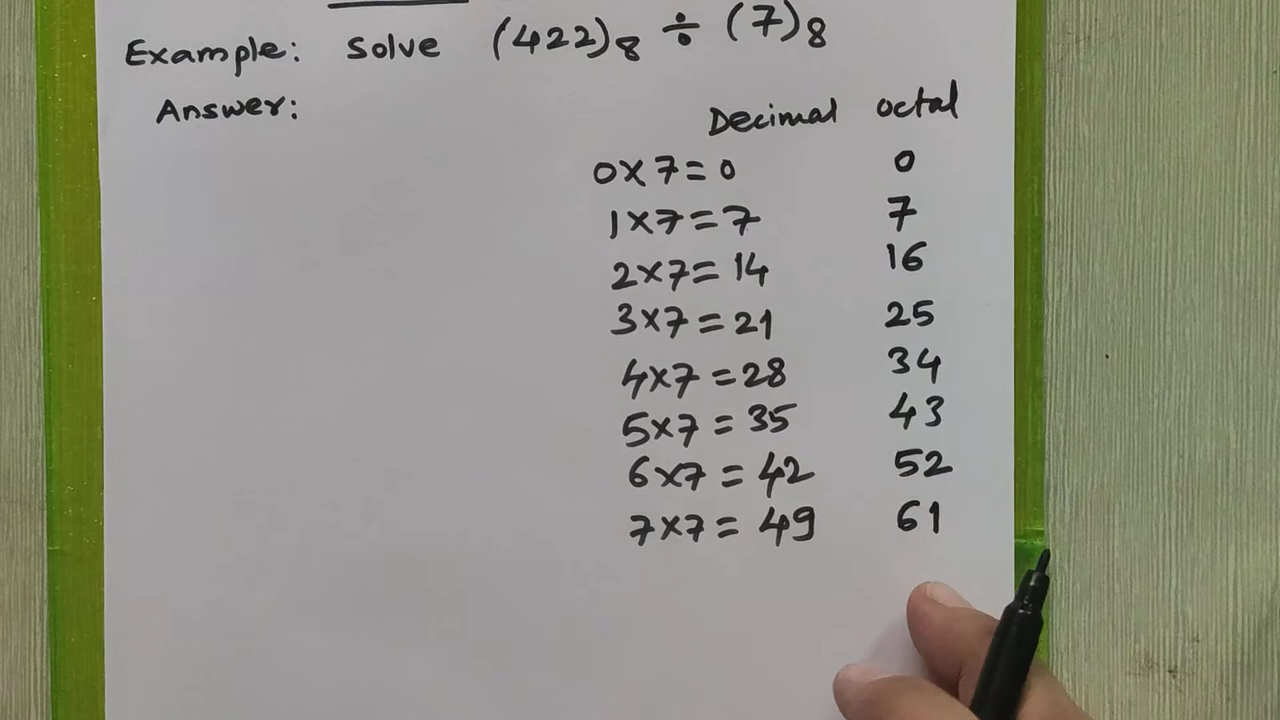 Example: Solve (422)8 ÷ (7)8
Answer:
Decimal octal
0×7=0 0
1×7=7 7
2×7=14 16
3×7=21 25
4×7=28 34
5×7=35 43
6×7=42 52
7×7=49 61